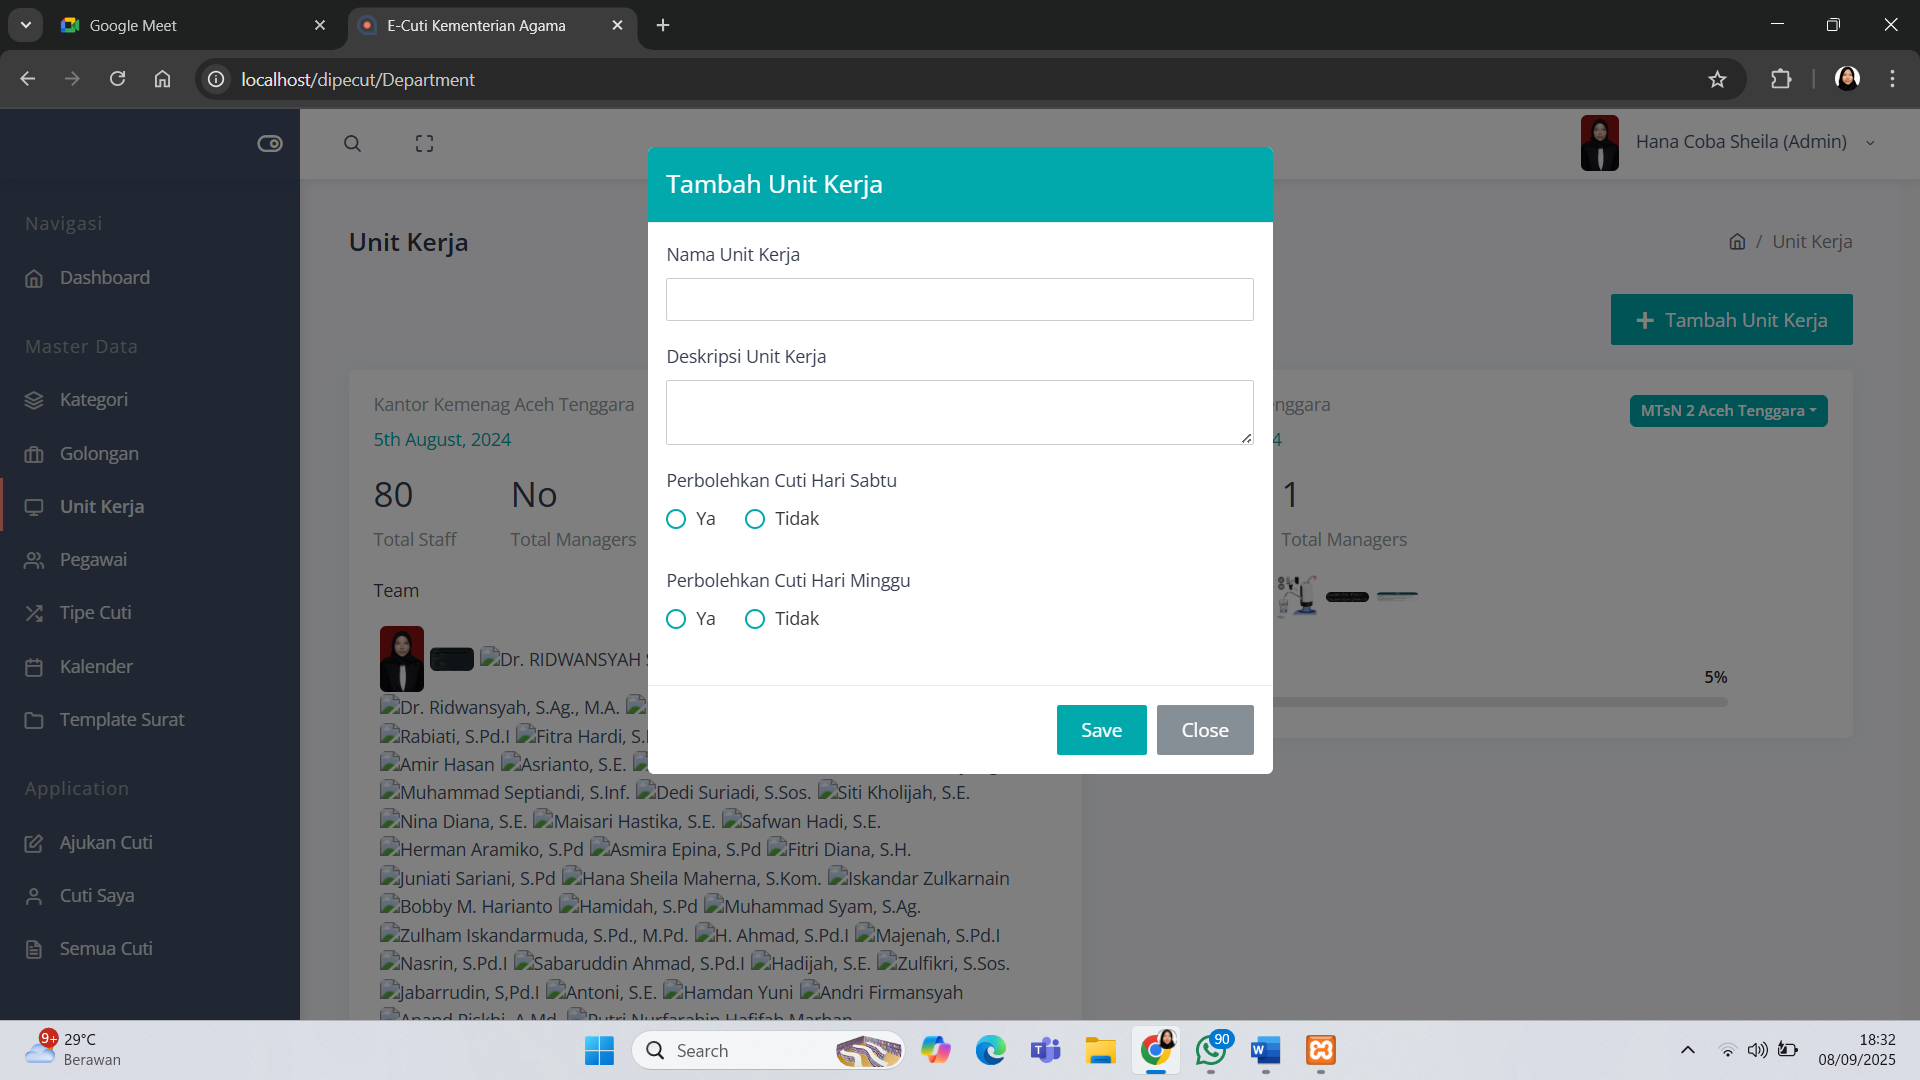 Google Meet
E-Cuti Kementerian Agama
localhost/dipecut/Department
Hana Coba Sheila (Admin)
Navigasi
Dashboard
Master Data
Kategori
Golongan
Unit Kerja
Pegawai
Tipe Cuti
Kalender
Template Surat
Application
Ajukan Cuti
Cuti Saya
Semua Cuti
Unit Kerja
/ Unit Kerja
+ Tambah Unit Kerja
Kantor Kemenag Aceh Tenggara
5th August, 2024
80
No
Total Staff
Total Managers
Team
Dr. RIDWANSYAH
Dr. Ridwansyah, S.Ag., M.A.
Rabiati, S.Pd.I Fitra Hardi,
Amir Hasan Asrianto, S.E.
Muhammad Septiandi, S.Inf. Dedi Suriadi, S.Sos. Siti Kholijah, S.E.
Nina Diana, S.E. Maisari Hastika, S.E. Safwan Hadi, S.E.
Herman Aramiko, S.Pd Asmira Epina, S.Pd Fitri Diana, S.H.
Juniati Sariani, S.Pd Hana Sheila Maherna, S.Kom. Iskandar Zulkarnain
Bobby M. Harianto Hamidah, S.Pd Muhammad Syam, S.Ag.
Zulham Iskandarmuda, S.Pd., M.Pd. H. Ahmad, S.Pd.I Majenah, S.Pd.I
Nasrin, S.Pd.I Sabaruddin Ahmad, S.Pd.I Hadijah, S.E. Zulfikri, S.Sos.
Jabarrudin, S,Pd.I Antoni, S.E. Hamdan Yuni Andri Firmansyah
nggara
4
MTsN 2 Aceh Tenggara
1
Total Managers
5%
Tambah Unit Kerja
Nama Unit Kerja
Deskripsi Unit Kerja
Perbolehkan Cuti Hari Sabtu
Ya Tidak
Perbolehkan Cuti Hari Minggu
Ya Tidak
Save
Close
9+
29°C
Berawan
Search
90
18:32
08/09/2025